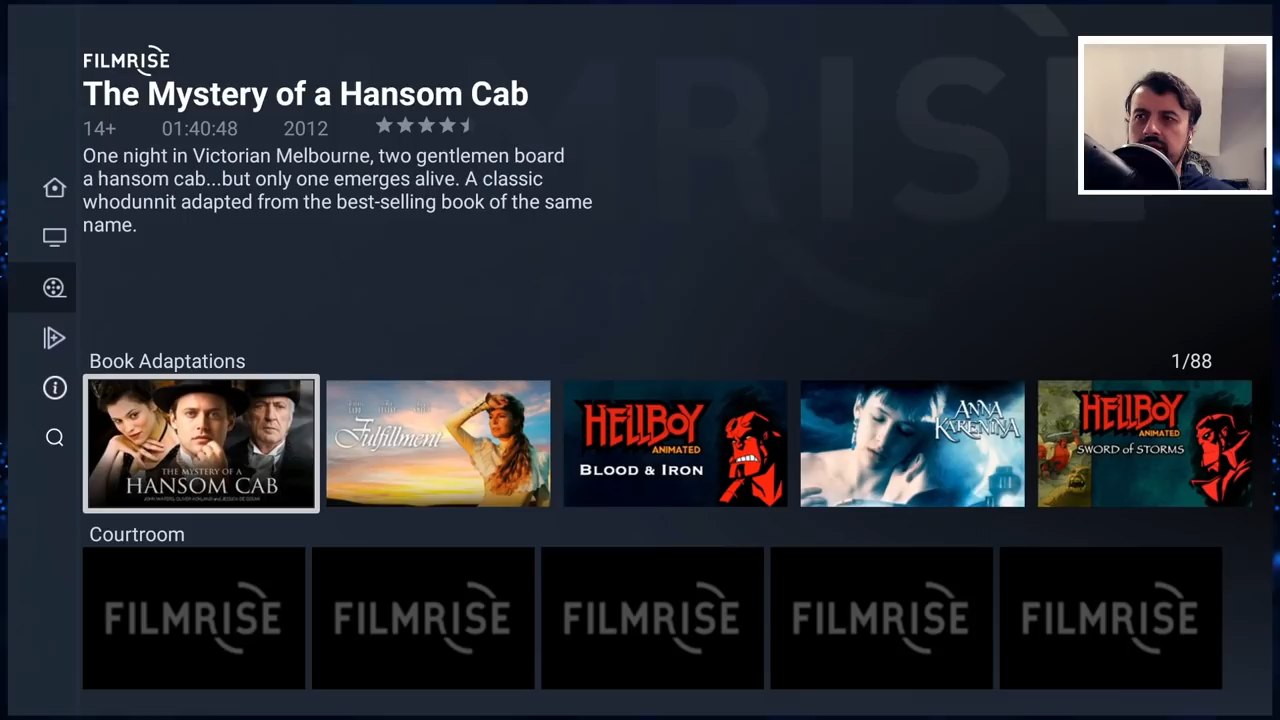 FILMRISE
The Mystery of a Hansom Cab
14+ 01:40:48 2012
One night in Victorian Melbourne, two gentlemen board
a hansom cab...but only one emerges alive. A classic
whodunnit adapted from the best-selling book of the same
name.
Book Adaptations 1/88
THE MYSTERY OF A
HANSOM CAB
Fulfillment
HELLBOY
ANIMATED
BLOOD & IRON
ANNA
KARENINA
HELLBOY
ANIMATED
SWORD of STORMS
Courtroom
FILMRISE
FILMRISE
FILMRISE
FILMRISE
FILMRISE